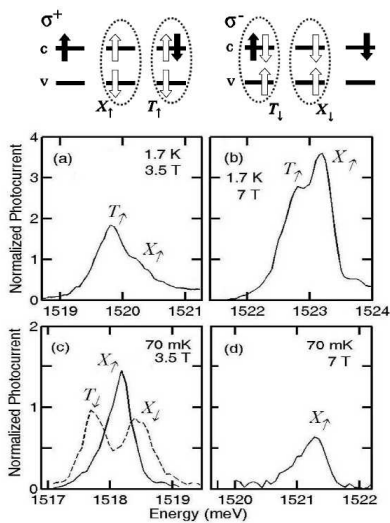 σ+ σ-
c c
v v
X↑ T↑ T↓ X↓
(a) 1.7 K
3.5 T
T↑ X↑
(b) 1.7 K
7 T
T↑ X↑
4
3
2
1
0
1519 1520 1521
1522 1523 1524
Normalized Photocurrent
(c) 70 mK
3.5 T
T↓ X↑ X↓
(d) 70 mK
7 T
X↑
2
1
0
1517 1518 1519
1520 1521 1522
Normalized Photocurrent
Energy (meV)